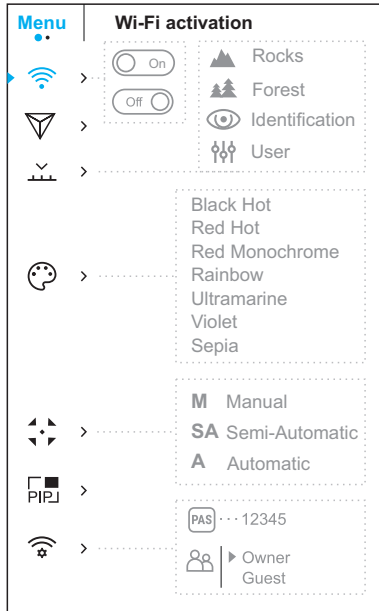 Menu Wi-Fi activation
On
Off
Rocks
Forest
Identification
User
Black Hot
Red Hot
Red Monochrome
Rainbow
Ultramarine
Violet
Sepia
M Manual
SA Semi-Automatic
A Automatic
PIP
PAS 12345
Owner
Guest